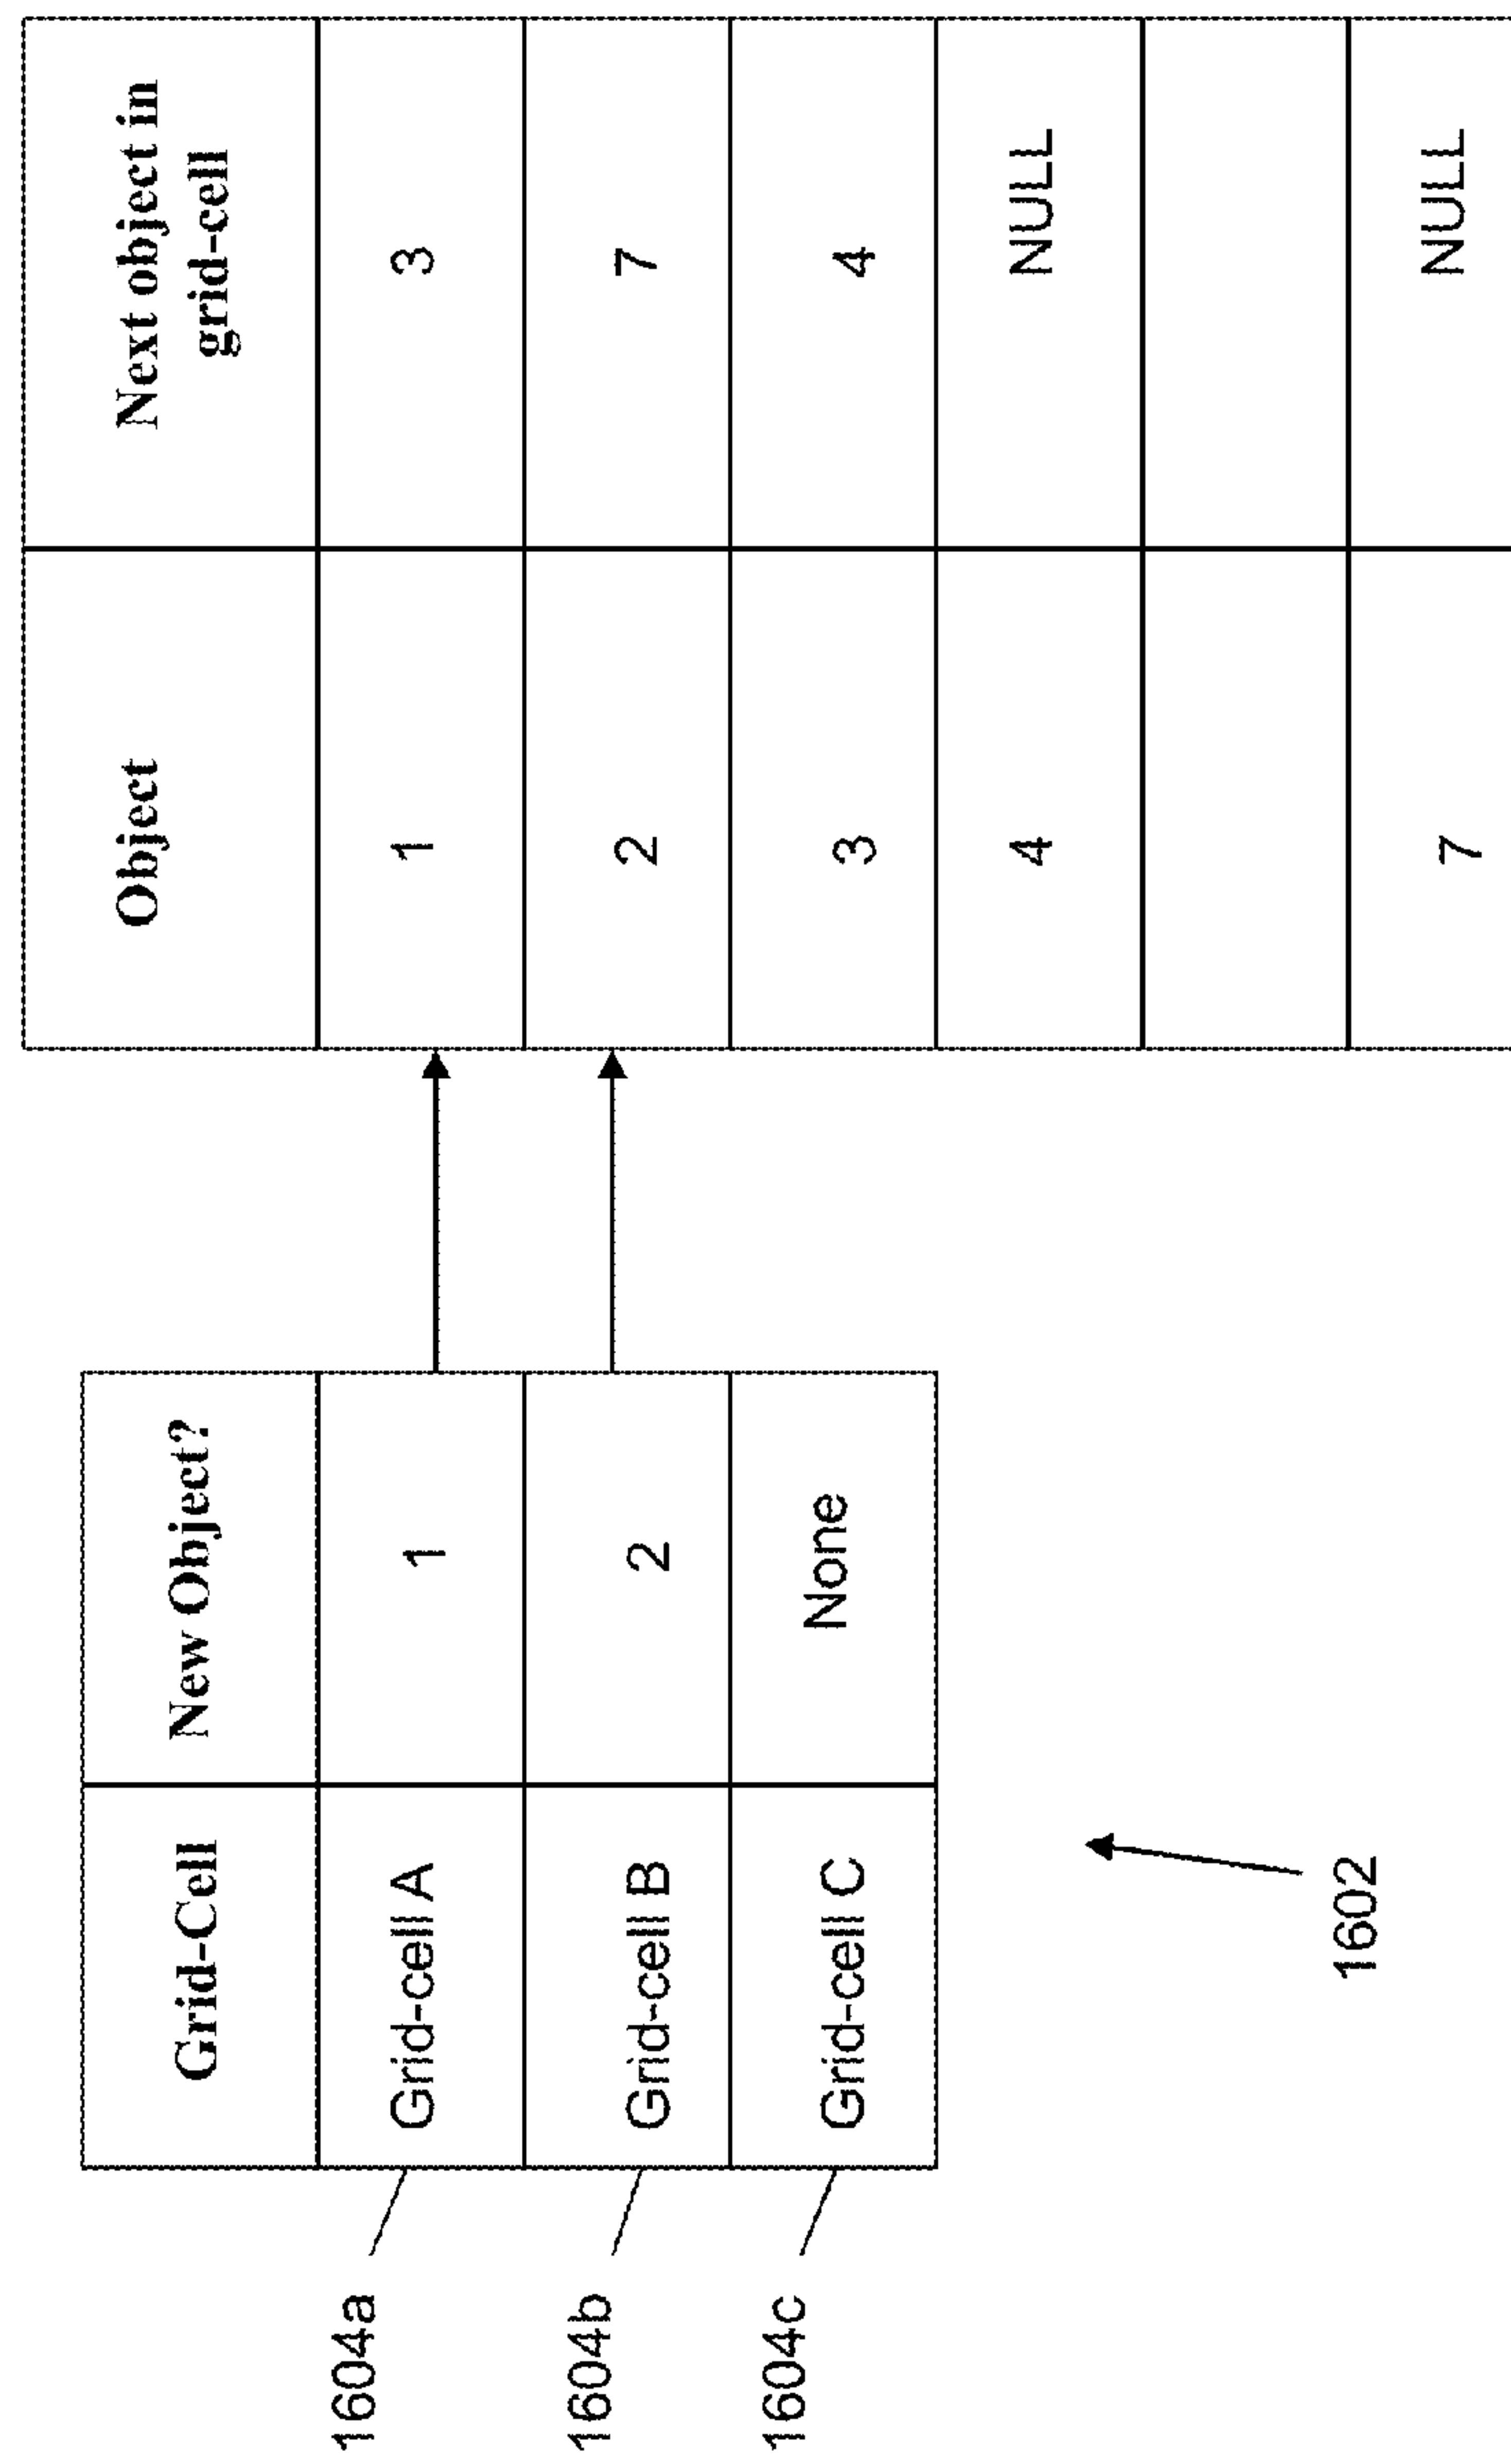 Grid-Cell New Object? Object Next object in
grid-cell
1604a Grid-cell A 1 1 3
1604b Grid-cell B 2 2 7
1604c Grid-cell C None 3 4
4 NULL
1602 7 NULL